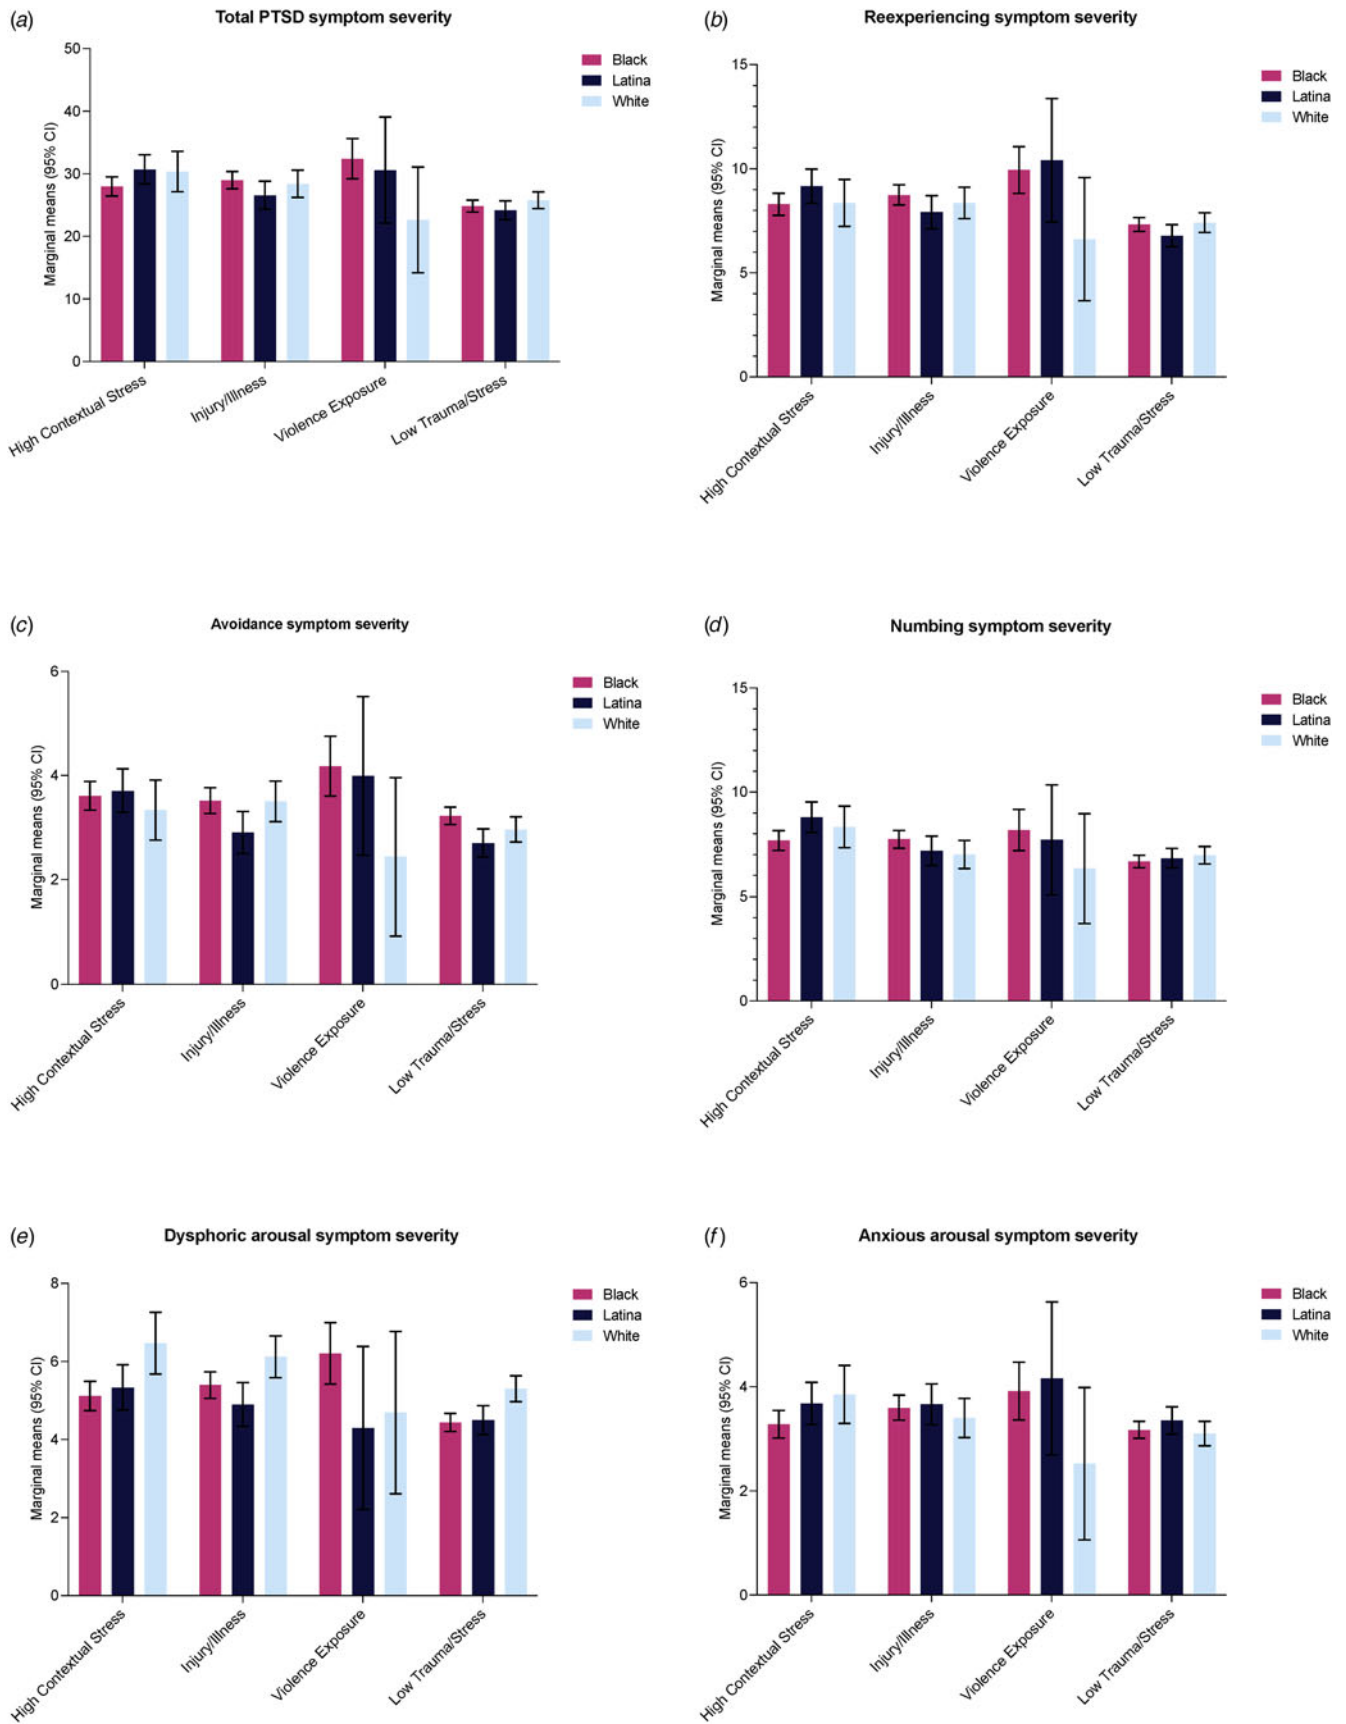 (a)
Total PTSD symptom severity
50
40
30
20
10
0
Marginal means (95% CI)
Black
Latina
White
High Contextual Stress
Injury/Illness
Violence Exposure
Low Trauma/Stress
(b)
Reexperiencing symptom severity
15
10
5
0
Marginal means (95% CI)
Black
Latina
White
High Contextual Stress
Injury/Illness
Violence Exposure
Low Trauma/Stress
(c)
Avoidance symptom severity
6
4
2
0
Marginal means (95% CI)
Black
Latina
White
High Contextual Stress
Injury/Illness
Violence Exposure
Low Trauma/Stress
(d)
Numbing symptom severity
15
10
5
0
Marginal means (95% CI)
Black
Latina
White
High Contextual Stress
Injury/Illness
Violence Exposure
Low Trauma/Stress
(e)
Dysphoric arousal symptom severity
8
6
4
2
0
Marginal means (95% CI)
Black
Latina
White
High Contextual Stress
Injury/Illness
Violence Exposure
Low Trauma/Stress
(f)
Anxious arousal symptom severity
6
4
2
0
Marginal means (95% CI)
Black
Latina
White
High Contextual Stress
Injury/Illness
Violence Exposure
Low Trauma/Stress